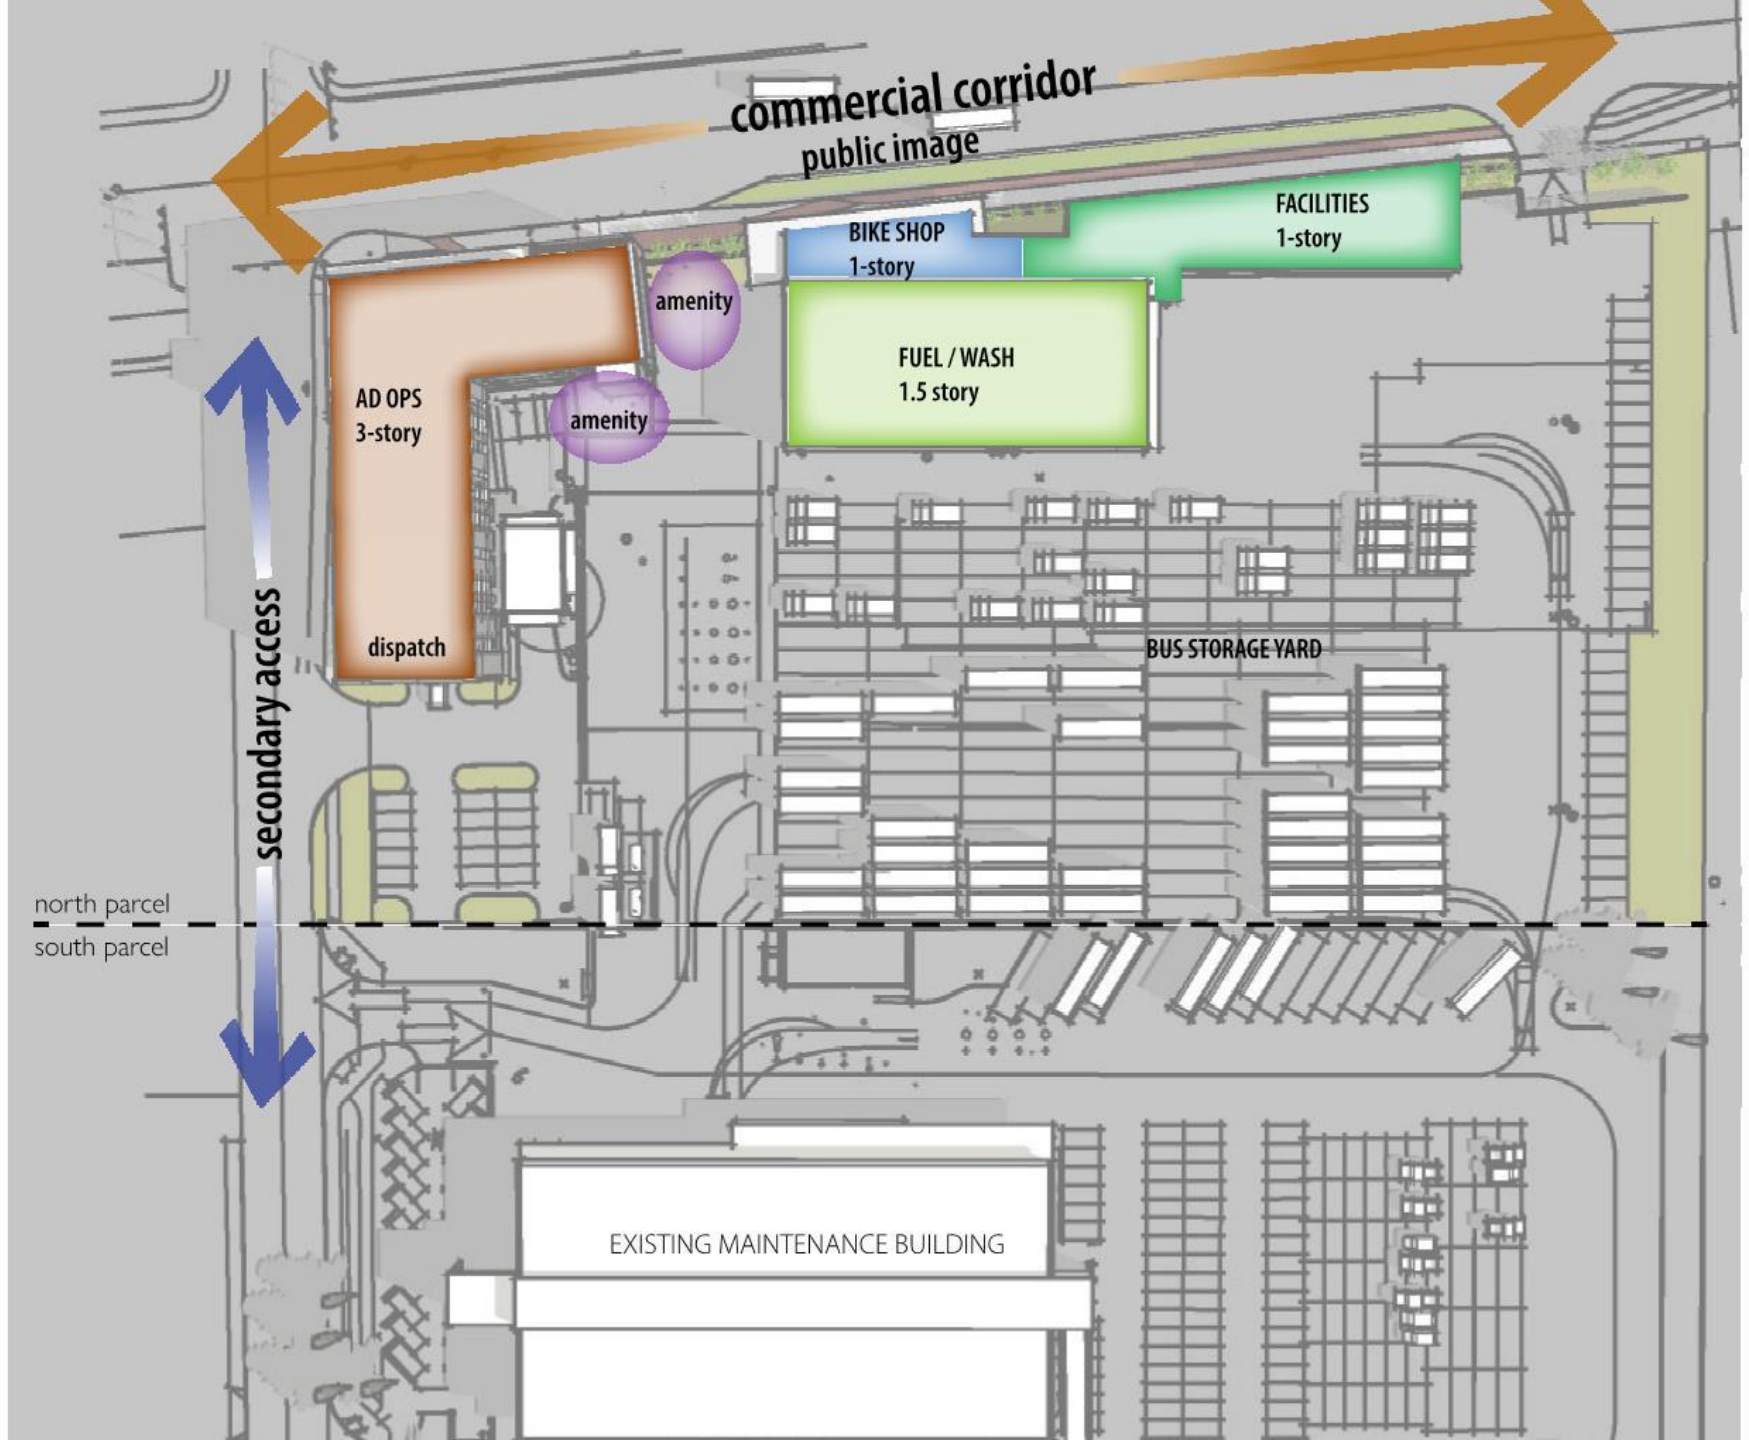 commercial corridor
public image
FACILITIES
1-story
BIKE SHOP
1-story
amenity
FUEL / WASH
1.5 story
AD OPS
3-story
amenity
dispatch
BUS STORAGE YARD
secondary access
north parcel
south parcel
EXISTING MAINTENANCE BUILDING